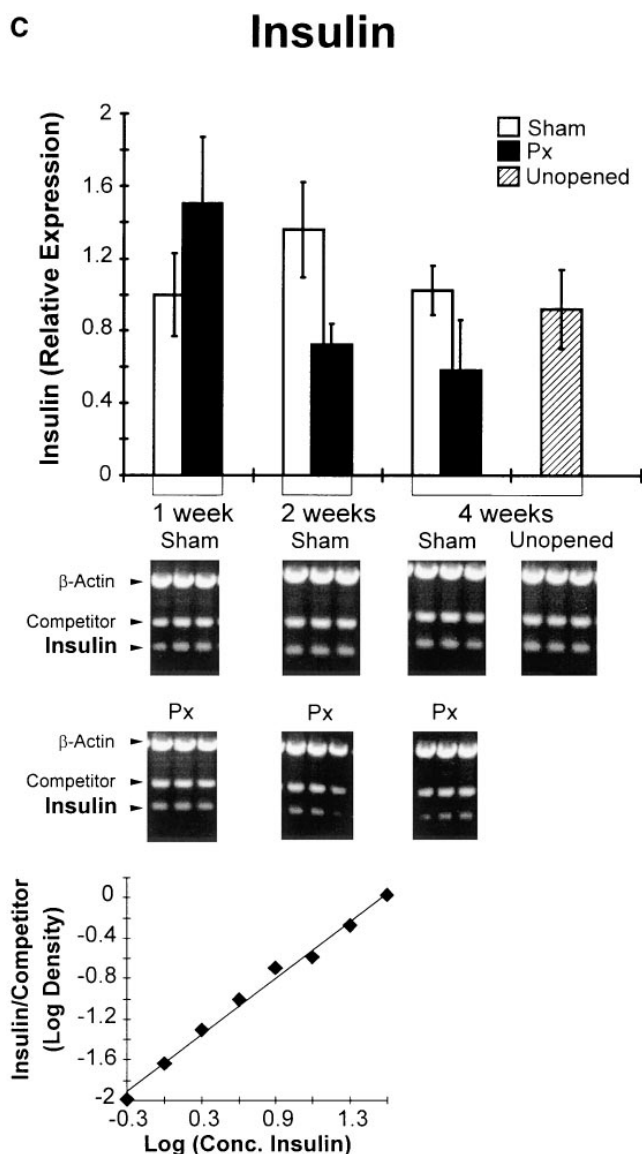 C
Insulin
Insulin (Relative Expression)
2
1.6
1.2
0.8
0.4
0
Sham
Px
Unopened
1 week
2 weeks
4 weeks
Sham
Sham
Sham
Unopened
β-Actin
Competitor
Insulin
Px
Px
Px
β-Actin
Competitor
Insulin
Insulin/Competitor
(Log Density)
0
-0.4
-0.8
-1.2
-1.6
-2
-0.3
0.3
0.9
1.3
Log (Conc. Insulin)